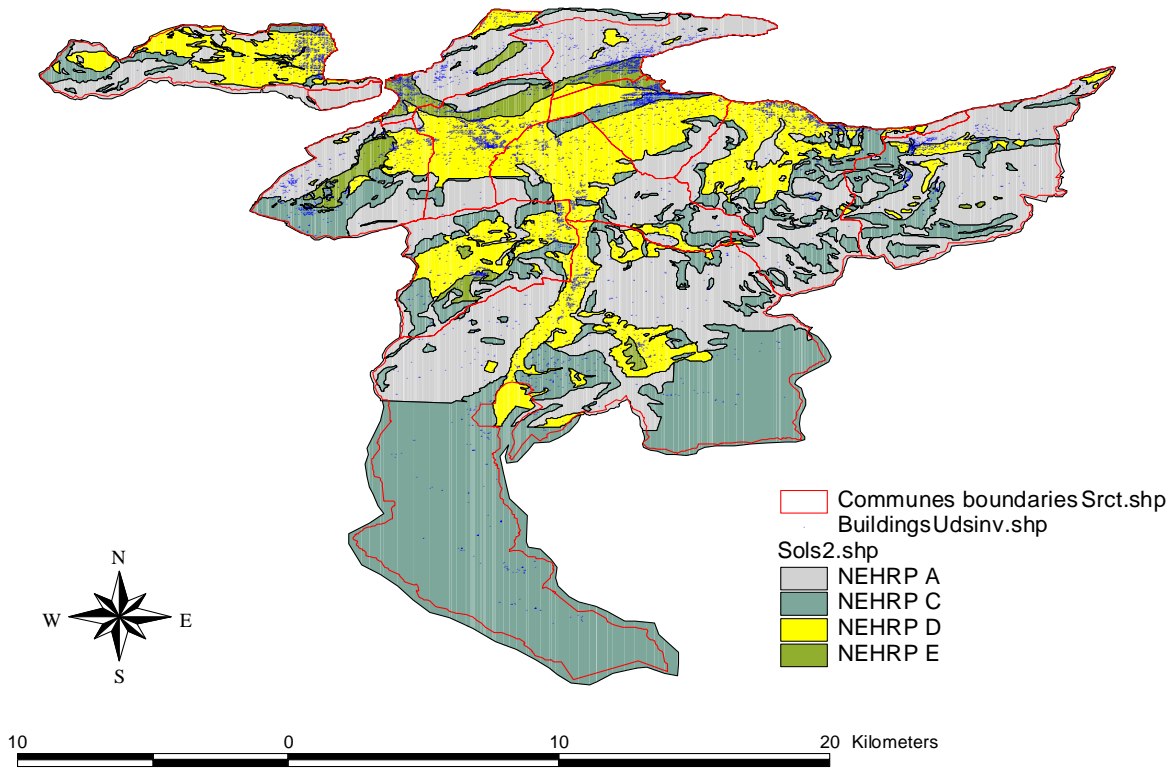 Communes boundaries Srct.shp
Buildings Udsinv.shp
Sols2.shp
NEHRP A
NEHRP C
NEHRP D
NEHRP E
N
W E
S
10 0 10 20 Kilometers